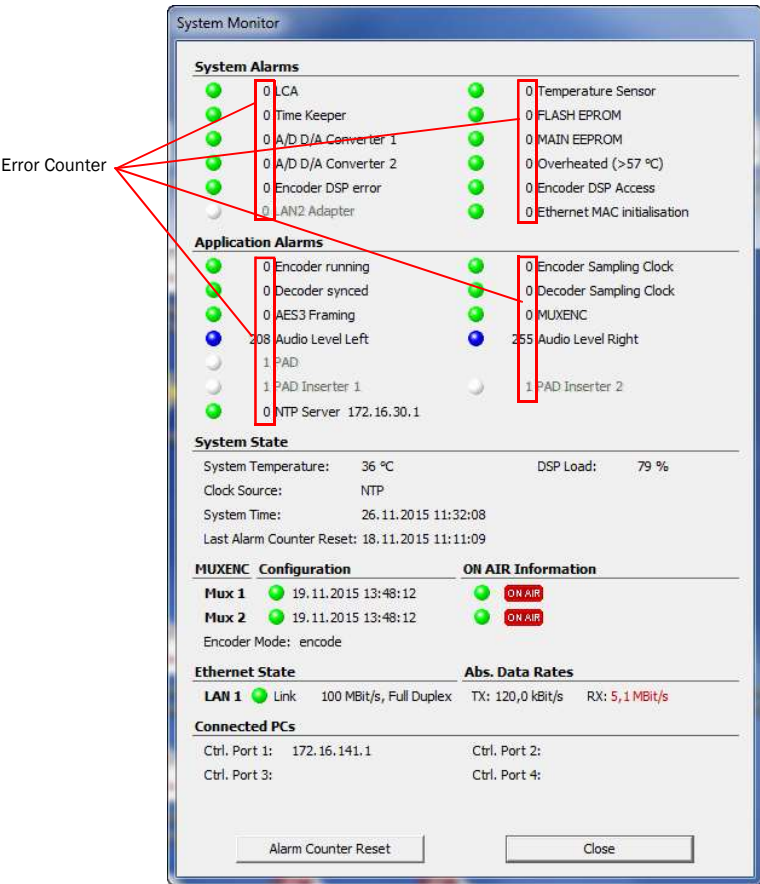 System Monitor
System Alarms
0 LCA 0 Temperature Sensor
0 Time Keeper 0 FLASH EPROM
0 A/D D/A Converter 1 0 MAIN EEPROM
Error Counter 0 A/D D/A Converter 2 0 Overheated (>57 ºC)
0 Encoder DSP error 0 Encoder DSP Access
0 LAN2 Adapter 0 Ethernet MAC initialisation
Application Alarms
0 Encoder running 0 Encoder Sampling Clock
0 Decoder synced 0 Decoder Sampling Clock
0 AES3 Framing 0 MUXENC
208 Audio Level Left 255 Audio Level Right
1 PAD
1 PAD Inserter 1 1 PAD Inserter 2
0 NTP Server 172.16.30.1
System State
System Temperature: 36 ºC DSP Load: 79 %
Clock Source: NTP
System Time: 26.11.2015 11:32:08
Last Alarm Counter Reset: 18.11.2015 11:11:09
MUXENC Configuration ON AIR Information
Mux 1 19.11.2015 13:48:12 ON AIR
Mux 2 19.11.2015 13:48:12 ON AIR
Encoder Mode: encode
Ethernet State Abs. Data Rates
LAN 1 Link 100 MBit/s, Full Duplex TX: 120,0 kBit/s RX: 5,1 MBit/s
Connected PCs
Ctrl. Port 1: 172.16.141.1 Ctrl. Port 2:
Ctrl. Port 3: Ctrl. Port 4:
Alarm Counter Reset Close